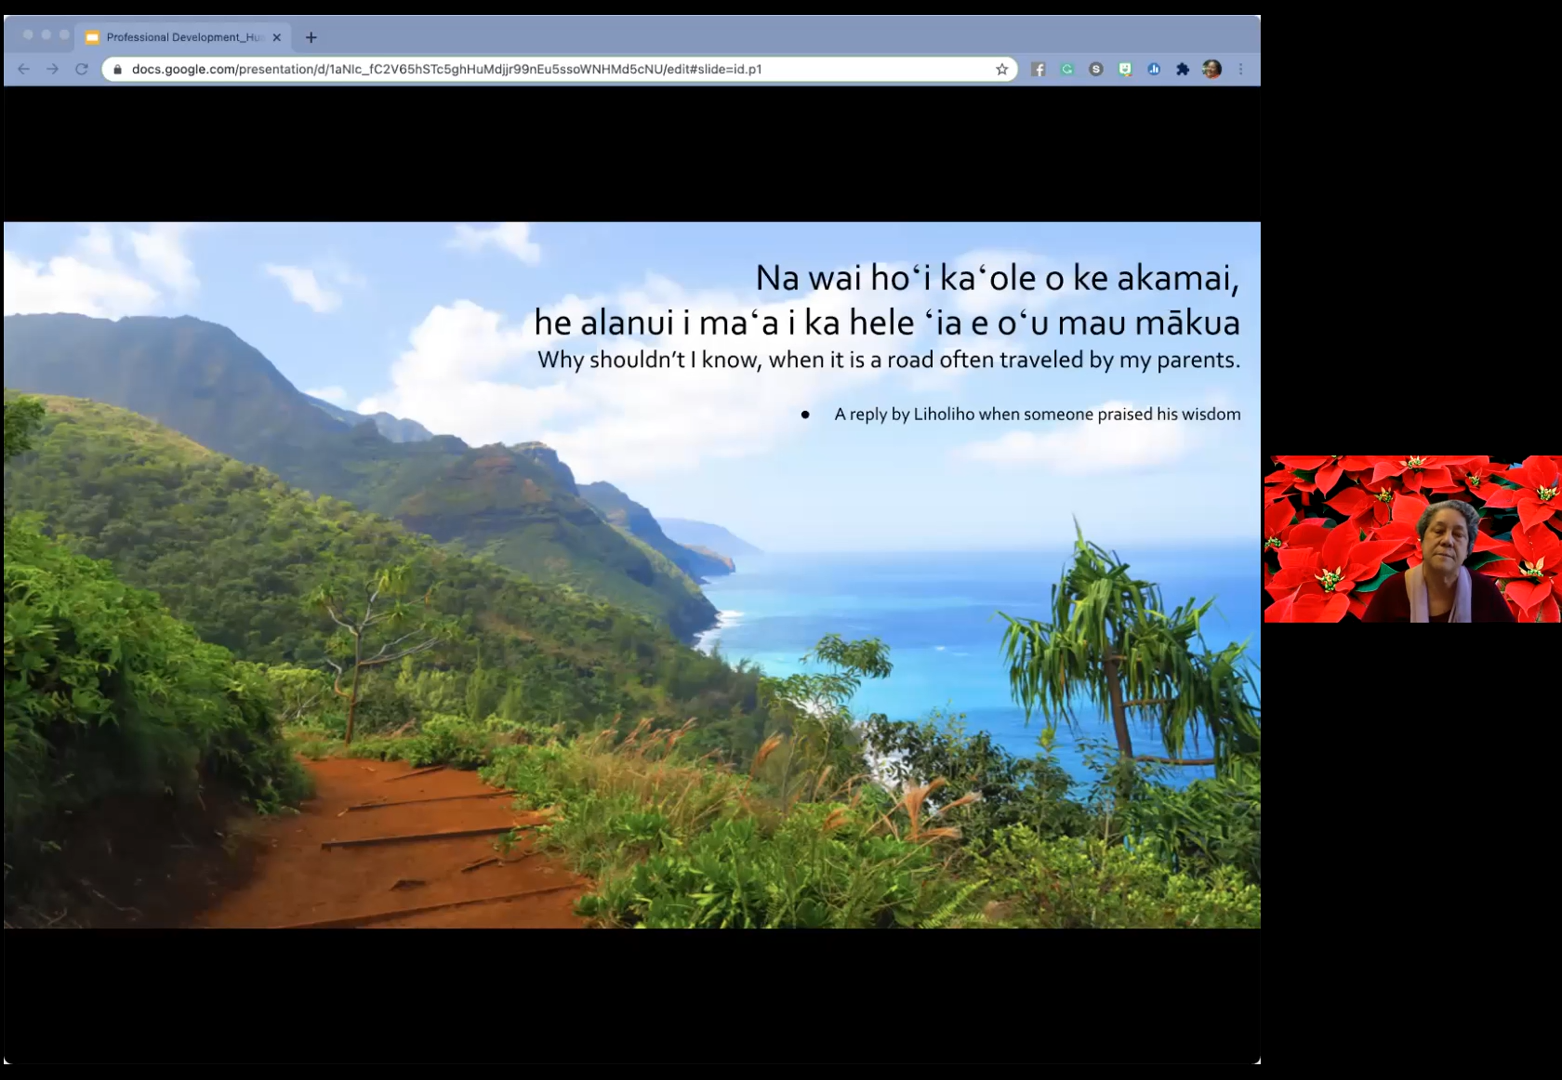 Professional Development_Hu
docs.google.com/presentation/d/1aNlc_fC2V65hSTc5ghHuMdjjr99nEu5ssoWNHMd5cNU/edit#slide=id.p1
Na wai hoʻi kaʻole o ke akamai,
he alanui i maʻa i ka hele ʻia e oʻu mau mākua
Why shouldn’t I know, when it is a road often traveled by my parents.
● A reply by Liholiho when someone praised his wisdom